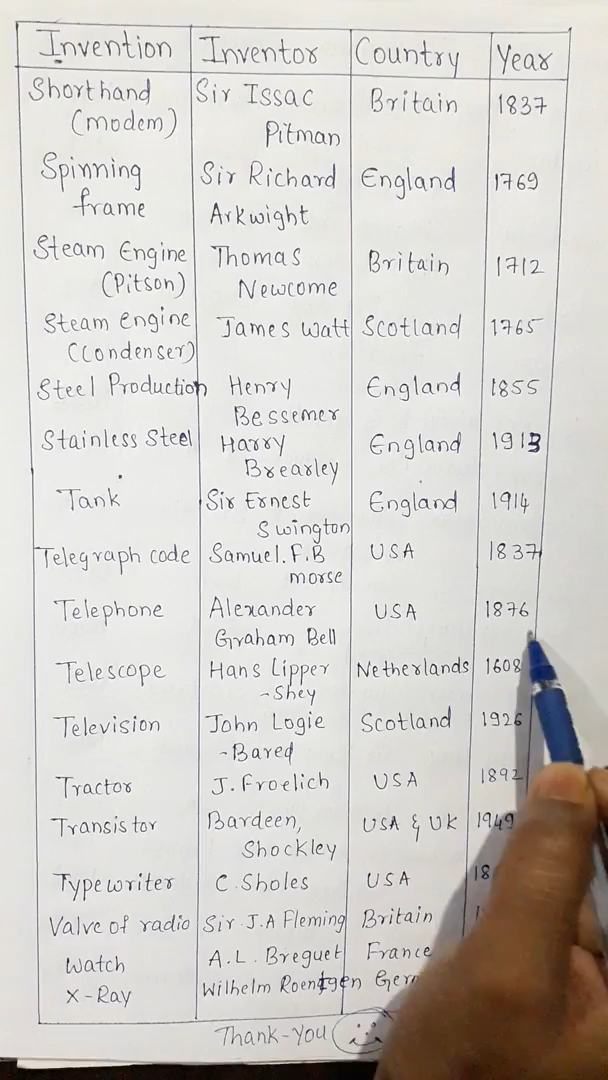 Invention Inventor Country Year
Shorthand Sir Issac Britain 1837
(modem) Pitman
Spinning Sir Richard England 1769
frame Arkwight
Steam Engine Thomas Britain 1712
(Pitson) Newcome
Steam engine James Watt Scotland 1765
(Condenser)
Steel Production Henry England 1855
Bessemer
Stainless Steel Harry England 1913
Brearley
Tank Sir Ernest England 1914
Swington
Telegraph code Samuel.F.B USA 1837
morse
Telephone Alexander USA 1876
Graham Bell
Telescope Hans Lipper Netherlands 1608
-Shey
Television John Logie Scotland 1926
-Bared
Tractor J.Froelich USA 1892
Transistor Bardeen, USA & UK 1949
Shockley
Typewriter C.Sholes USA 18
Valve of radio Sir.J.A Fleming Britain
Watch A.L.Breguet France
X-Ray Wilhelm Roentgen Ger
Thank-You